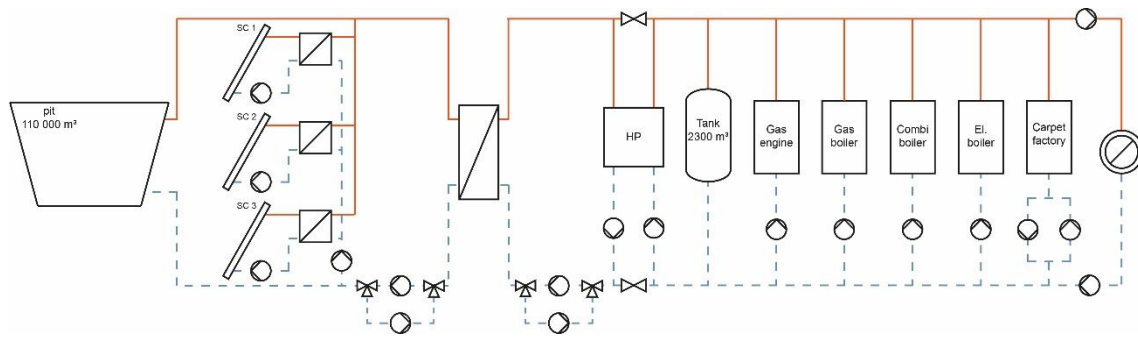 SC 1
pit
110 000 m³
SC 2
SC 3
HP
Tank
2300 m³
Gas
engine
Gas
boiler
Combi
boiler
El.
boiler
Carpet
factory